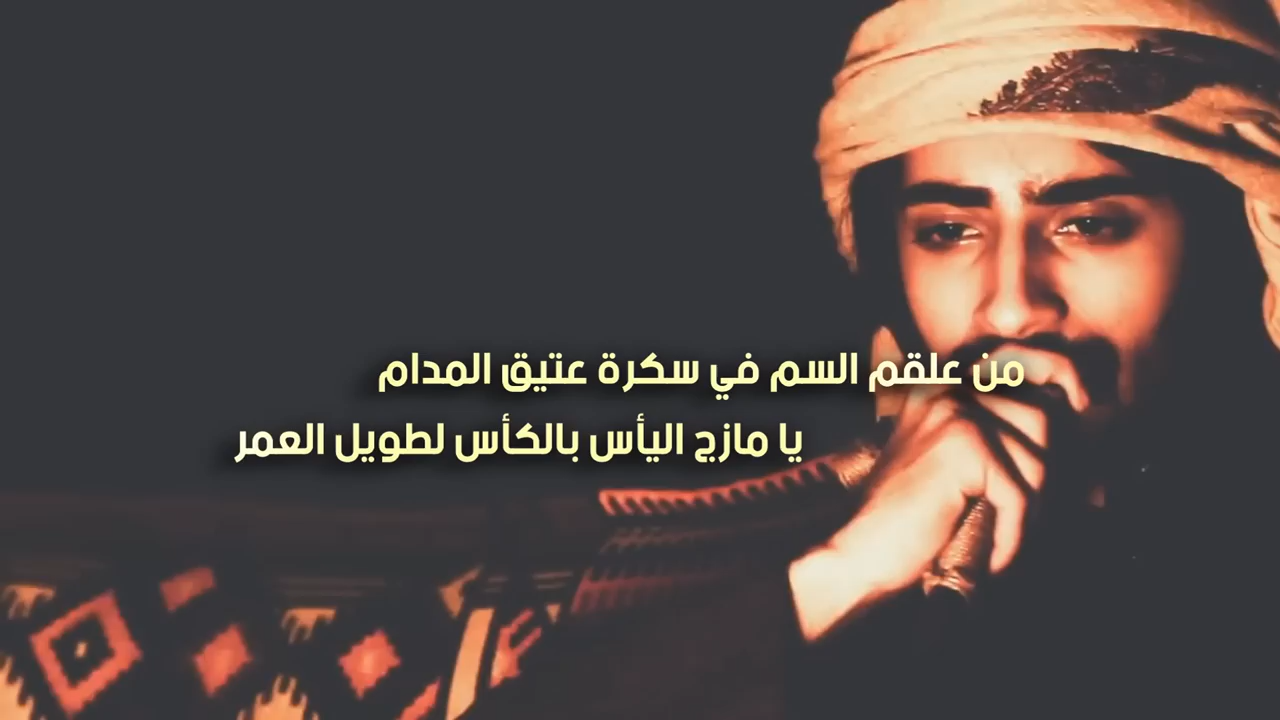 من علقم السم في سكرة عتيق المدام
يا مازج اليأس بالكأس لطويل العمر